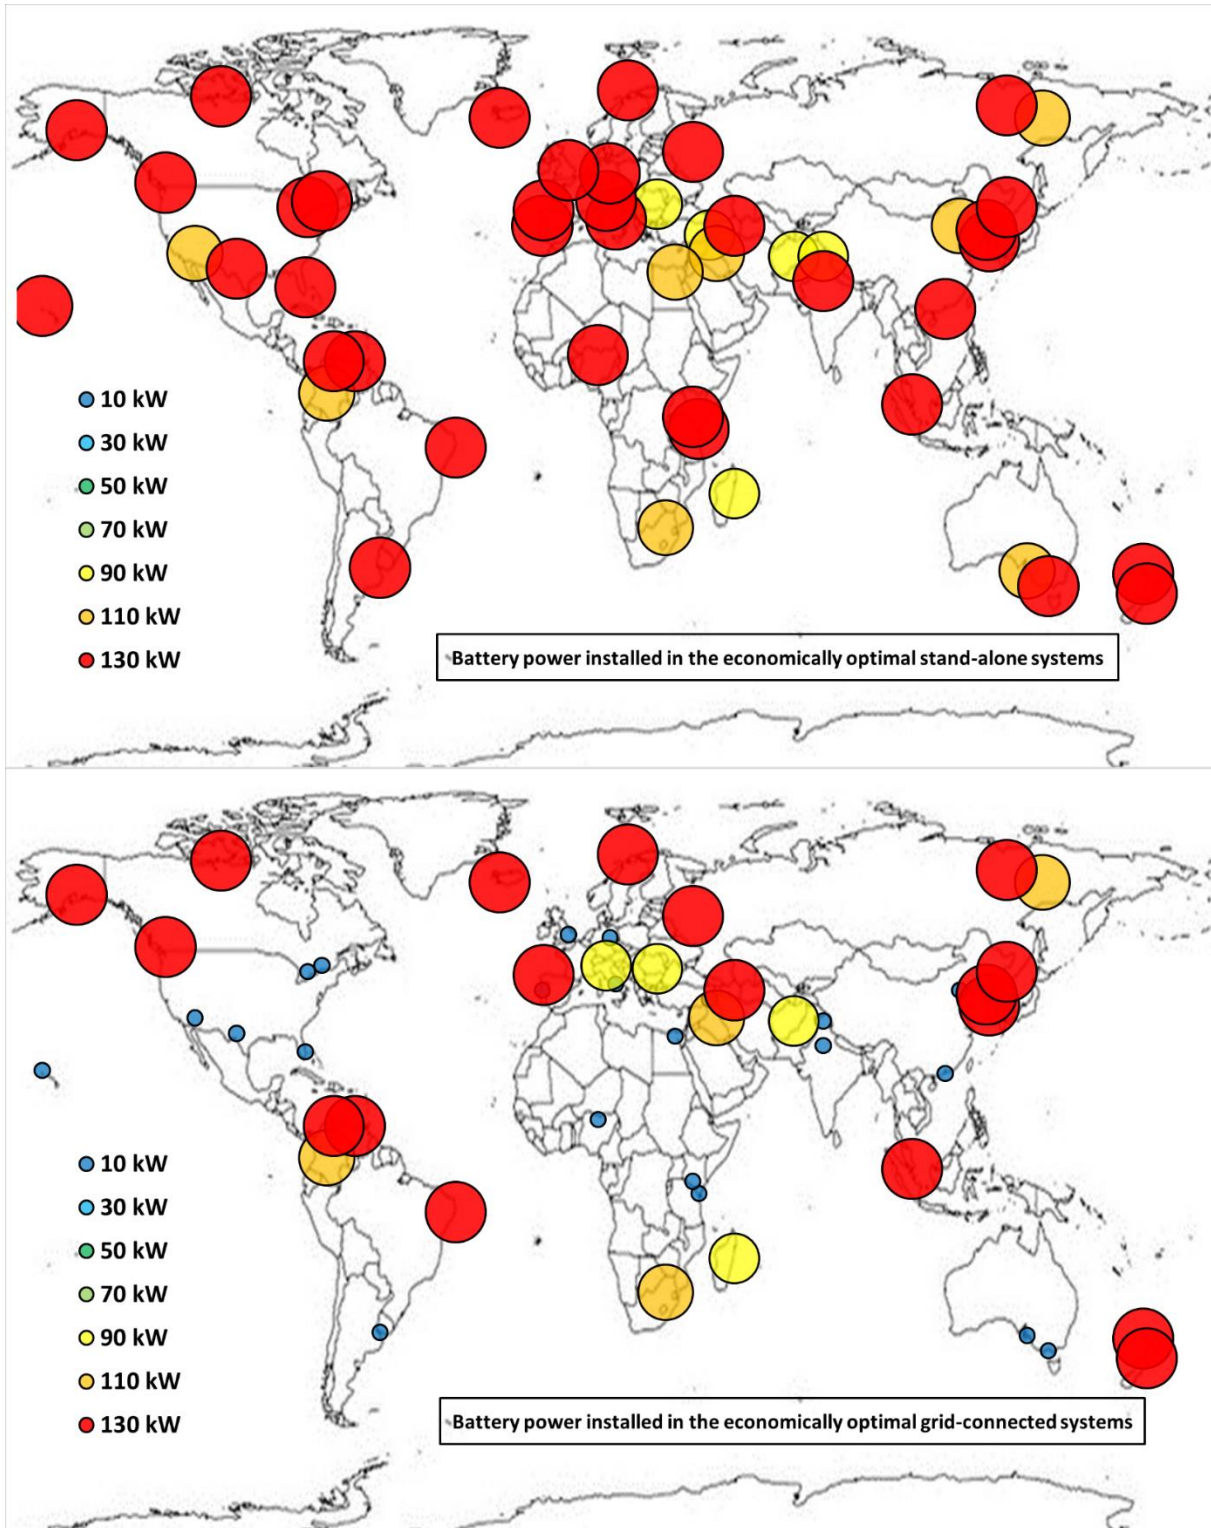 10 kW
30 kW
50 kW
70 kW
90 kW
110 kW
130 kW
Battery power installed in the economically optimal stand-alone systems
10 kW
30 kW
50 kW
70 kW
90 kW
110 kW
130 kW
Battery power installed in the economically optimal grid-connected systems